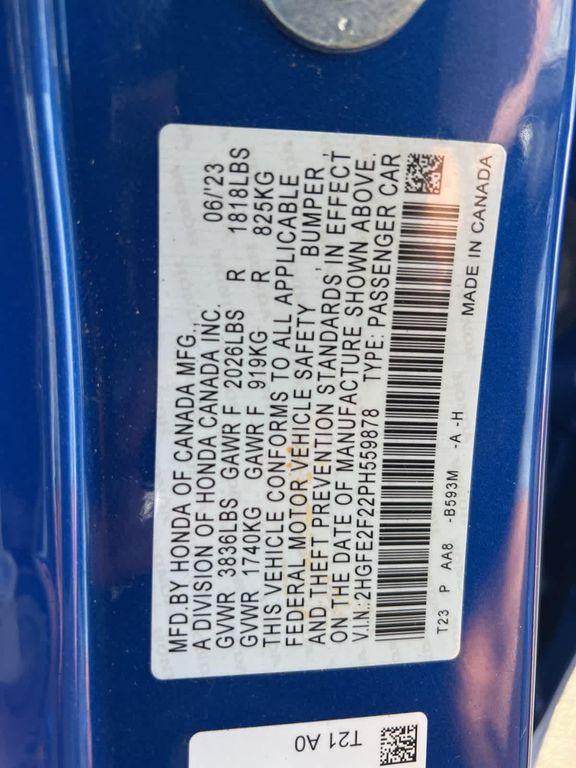 MFD.BY HONDA OF CANADA MFG.,
A DIVISION OF HONDA CANADA INC. 06/'23
GVWR 3836LBS GAWR F 2026LBS R 1818LBS
GVWR 1740KG GAWR F 919KG R 825KG
THIS VEHICLE CONFORMS TO ALL APPLICABLE
FEDERAL MOTOR VEHICLE SAFETY , BUMPER ,
AND THEFT PREVENTION STANDARDS IN EFFECT
ON THE DATE OF MANUFACTURE SHOWN ABOVE.
V.I.N.:2HGFE2F22PH559878 TYPE: PASSENGER CAR
T23 P AA8 -B593M -A -H
MADE IN CANADA
T21 A0